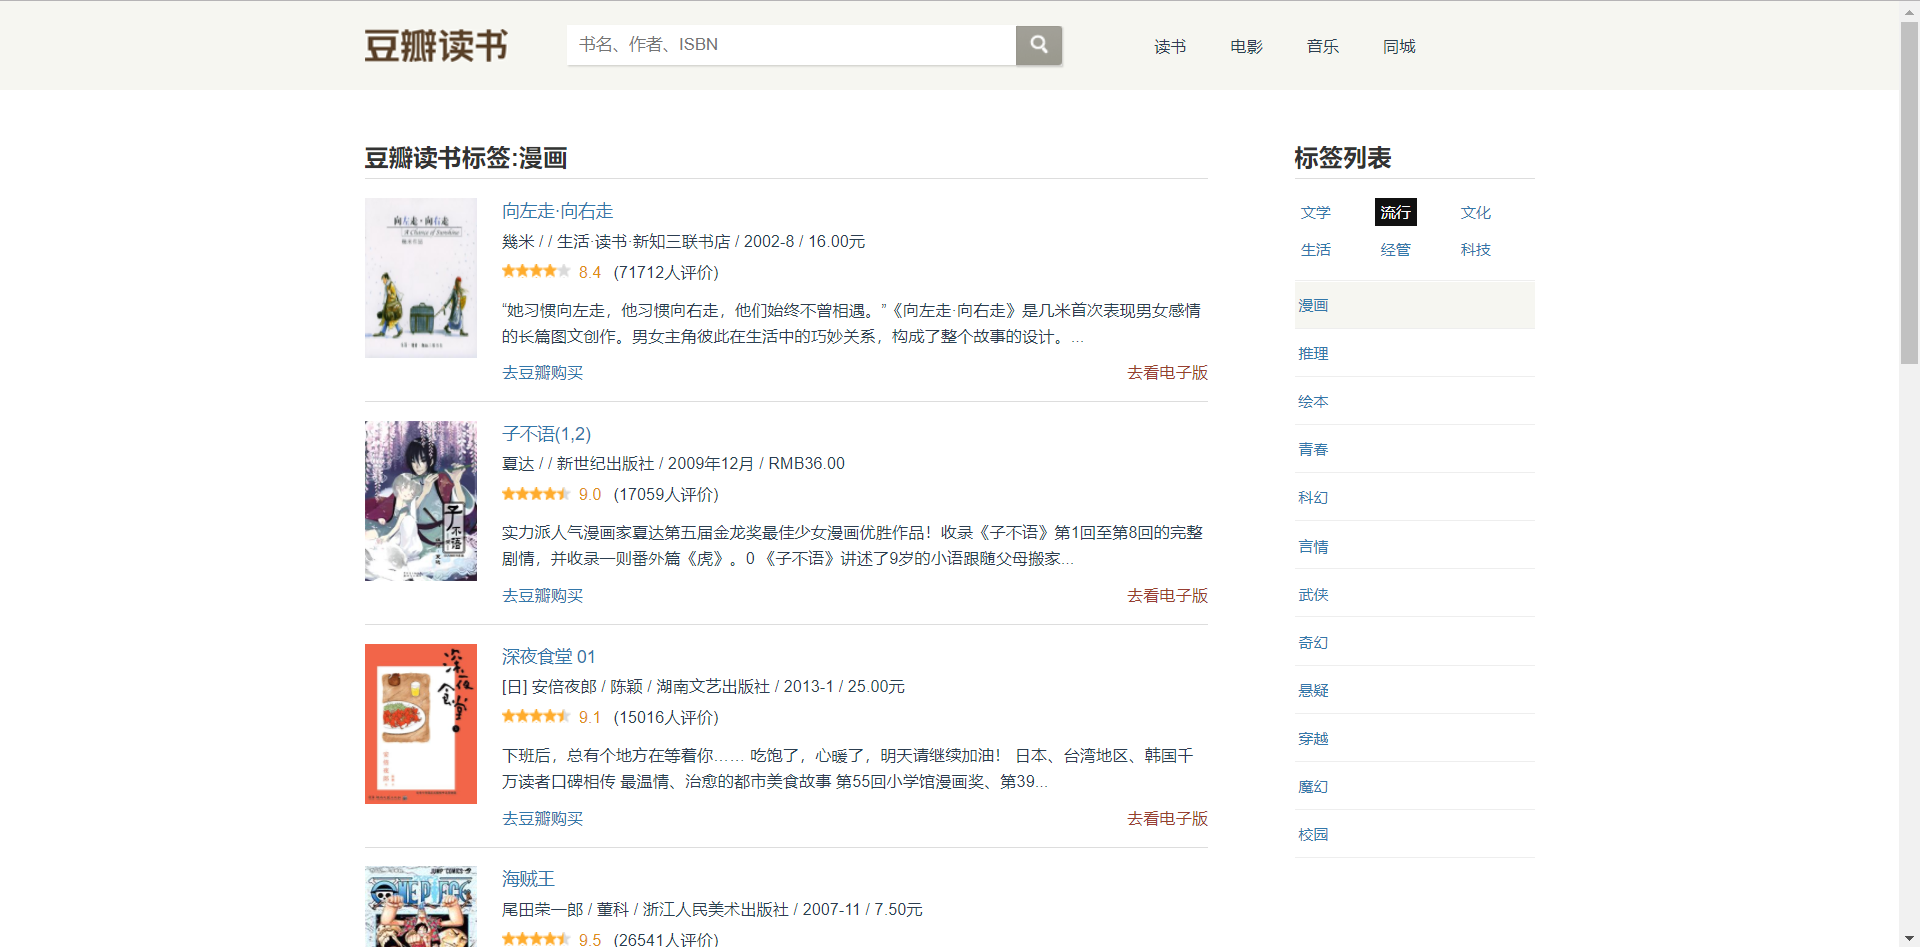 豆瓣读书
书名、作者、ISBN
读书 电影 音乐 同城
豆瓣读书标签:漫画
向左走·向右走
幾米 / / 生活·读书·新知三联书店 / 2002-8 / 16.00元
8.4 (71712人评价)
“她习惯向左走，他习惯向右走，他们始终不曾相遇。”《向左走·向右走》是几米首次表现男女感情
的长篇图文创作。男女主角彼此在生活中的巧妙关系，构成了整个故事的设计。...
去豆瓣购买 去看电子版
向左走·向右走
A Chance of Sunshine
子不语(1,2)
夏达 / / 新世纪出版社 / 2009年12月 / RMB36.00
9.0 (17059人评价)
实力派人气漫画家夏达第五届金龙奖最佳少女漫画优胜作品！收录《子不语》第1回至第8回的完整
剧情，并收录一则番外篇《虎》。0 《子不语》讲述了9岁的小语跟随父母搬家...
去豆瓣购买 去看电子版
子不语
深夜食堂 01
[日] 安倍夜郎 / 陈颖 / 湖南文艺出版社 / 2013-1 / 25.00元
9.1 (15016人评价)
下班后，总有个地方在等着你…… 吃饱了，心暖了，明天请继续加油！ 日本、台湾地区、韩国千
万读者口碑相传 最温情、治愈的都市美食故事 第55回小学馆漫画奖、第39...
去豆瓣购买 去看电子版
深夜食堂
海贼王
尾田荣一郎 / 董科 / 浙江人民美术出版社 / 2007-11 / 7.50元
9.5 (26541人评价)
JUMP COMICS
ONE PIECE
标签列表
文学 流行 文化
生活 经管 科技
漫画
推理
绘本
青春
科幻
言情
武侠
奇幻
悬疑
穿越
魔幻
校园